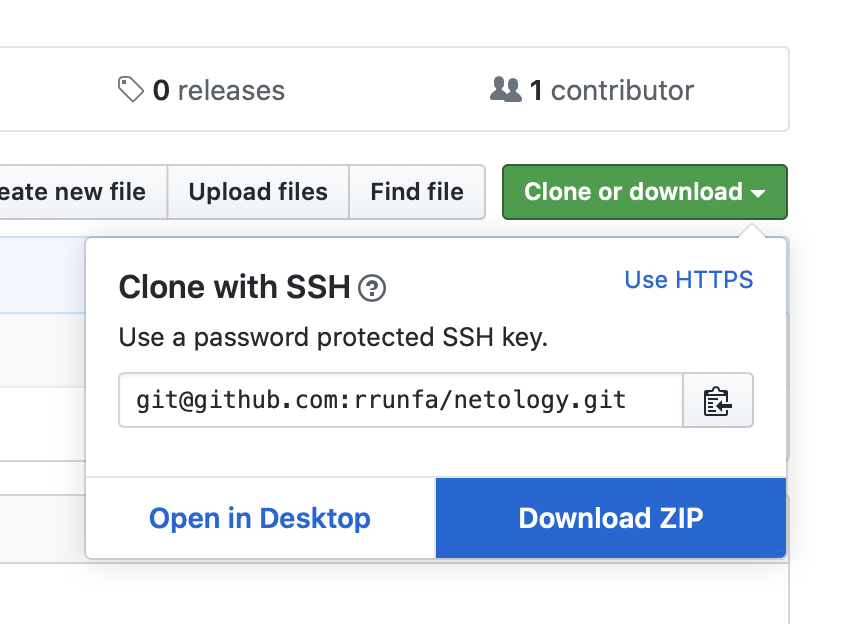 0 releases
1 contributor
eate new file
Upload files
Find file
Clone or download
Clone with SSH
Use HTTPS
Use a password protected SSH key.
git@github.com:rrunfa/netology.git
Open in Desktop
Download ZIP